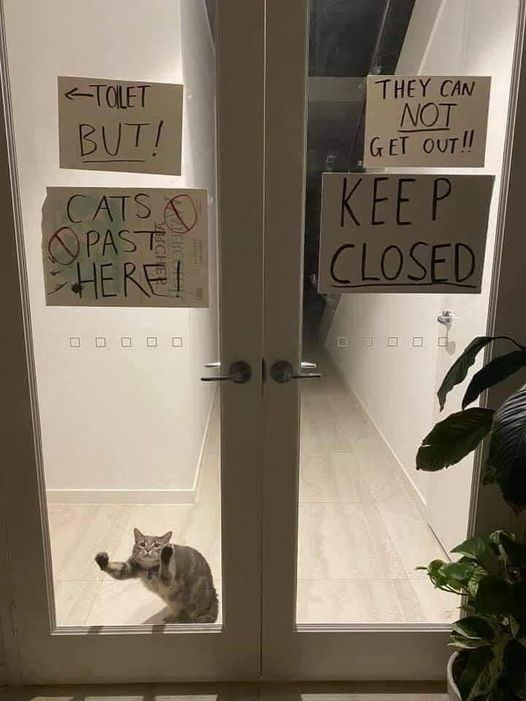 ←TOILET
BUT!
CATS
PAST
HERE!
THEY CAN
NOT
GET OUT!!
KEEP
CLOSED